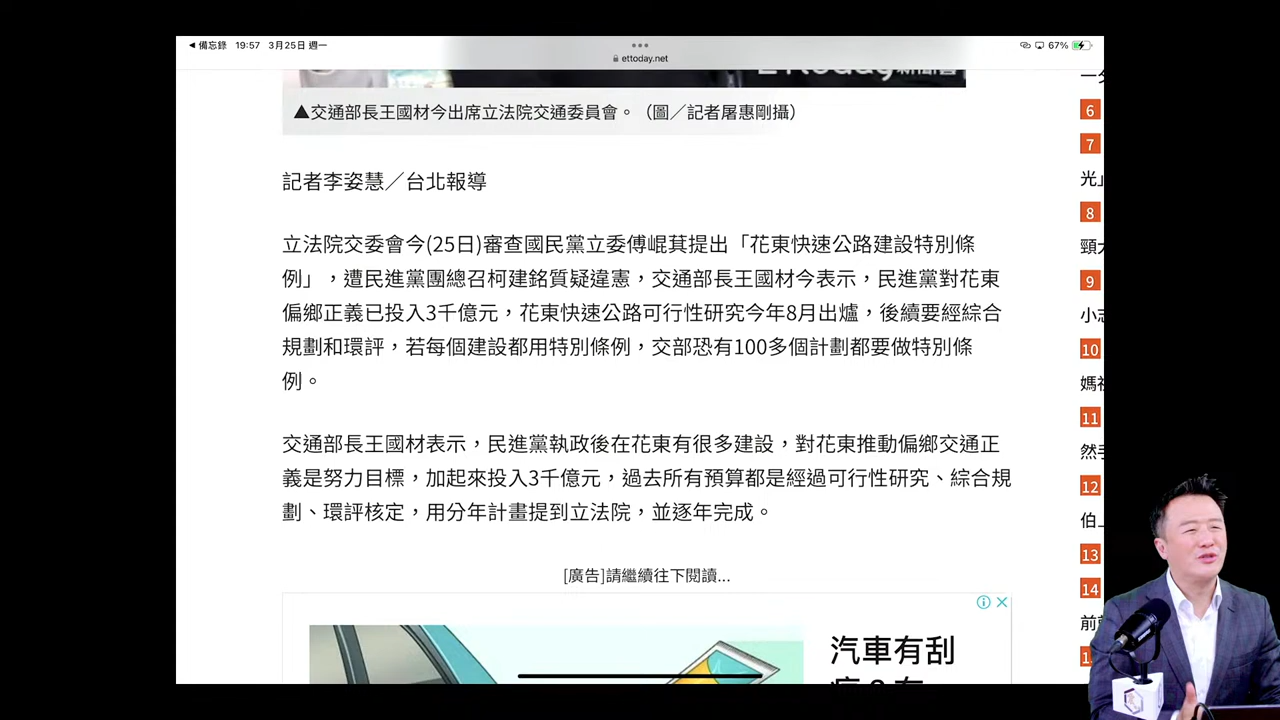 ◀ 備忘錄 19:57 3月25日 週一
67%
ettoday.net
ETtoday新聞雲
▲交通部長王國材今出席立法院交通委員會。（圖／記者屠惠剛攝）
記者李姿慧／台北報導
立法院交委會今(25日)審查國民黨立委傅崐萁提出「花東快速公路建設特別條
例」，遭民進黨團總召柯建銘質疑違憲，交通部長王國材今表示，民進黨對花東
偏鄉正義已投入3千億元，花東快速公路可行性研究今年8月出爐，後續要經綜合
規劃和環評，若每個建設都用特別條例，交部恐有100多個計劃都要做特別條
例。
交通部長王國材表示，民進黨執政後在花東有很多建設，對花東推動偏鄉交通正
義是努力目標，加起來投入3千億元，過去所有預算都是經過可行性研究、綜合規
劃、環評核定，用分年計畫提到立法院，並逐年完成。
[廣告]請繼續往下閱讀...
汽車有刮
6
7
光」
8
9
10
11
12
伯
13
14
前